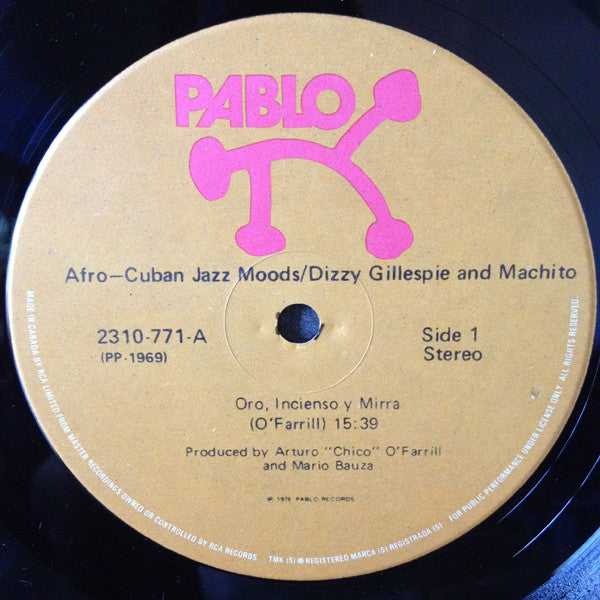 PABLO
Afro-Cuban Jazz Moods/Dizzy Gillespie and Machito
2310-771-A
(PP-1969)
Side 1
Stereo
Oro, Incienso y Mirra
(O'Farrill) 15:39
Produced by Arturo "Chico" O'Farrill
and Mario Bauza
℗ 1976 PABLO RECORDS
MADE IN CANADA BY RCA LIMITED FROM MASTER RECORDINGS OWNED OR CONTROLLED BY RCA RECORDS
TMK (S) ® REGISTERED MARCA (S) REGISTRADA (S)
FOR PUBLIC PERFORMANCE UNDER LICENSE ONLY ALL RIGHTS RESERVED